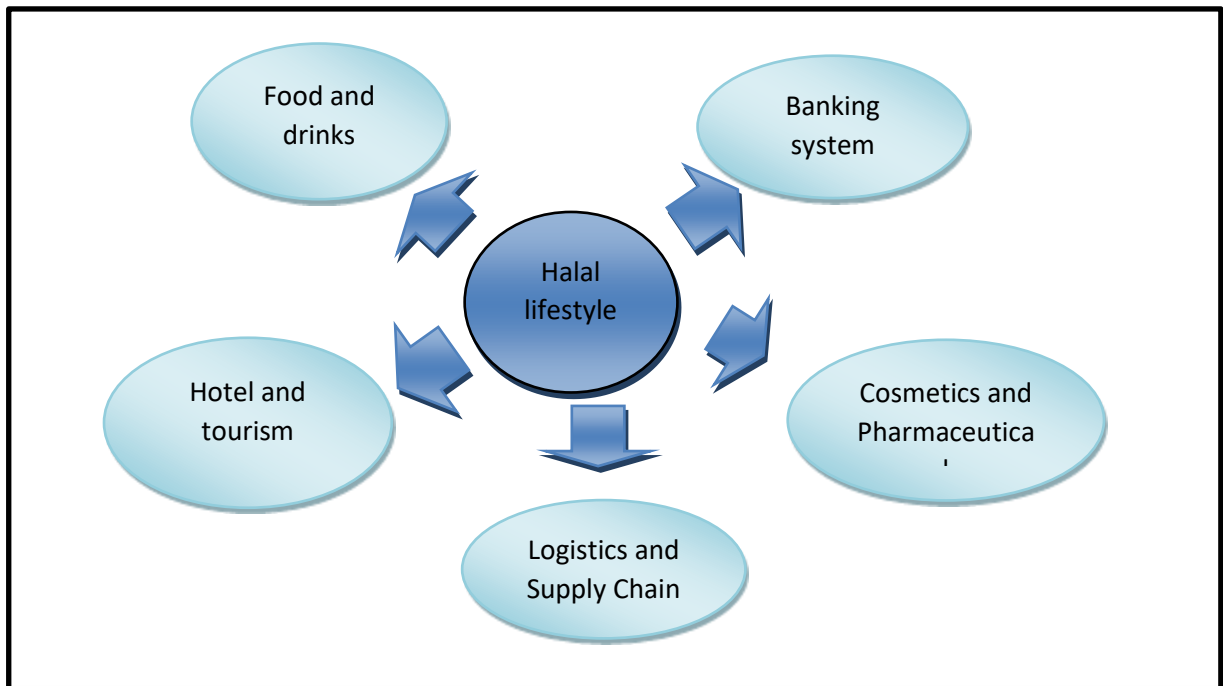 Food and
drinks
Banking
system
Halal
lifestyle
Hotel and
tourism
Cosmetics and
Pharmaceutica
Logistics and
Supply Chain